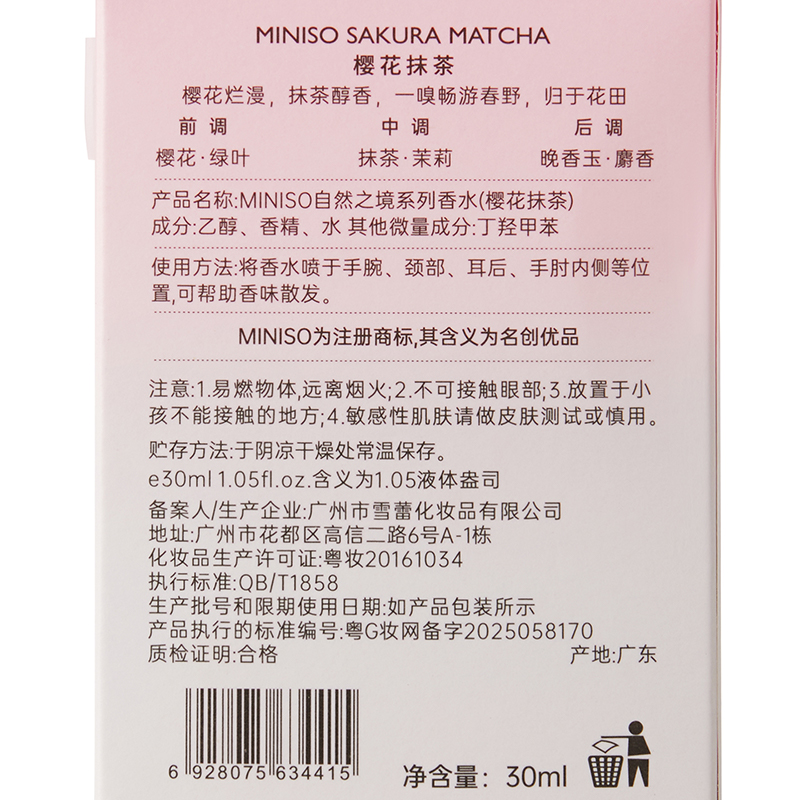 MINISO SAKURA MATCHA
樱花抹茶
樱花烂漫，抹茶醇香，一嗅畅游春野，归于花田
前调 中调 后调
樱花·绿叶 抹茶·茉莉 晚香玉·麝香
产品名称:MINISO自然之境系列香水(樱花抹茶)
成分:乙醇、香精、水 其他微量成分:丁羟甲苯
使用方法:将香水喷于手腕、颈部、耳后、手肘内侧等位
置,可帮助香味散发。
MINISO为注册商标,其含义为名创优品
注意:1.易燃物体,远离烟火;2.不可接触眼部;3.放置于小
孩不能接触的地方;4.敏感性肌肤请做皮肤测试或慎用。
贮存方法:于阴凉干燥处常温保存。
e30ml 1.05fl.oz.含义为1.05液体盎司
备案人/生产企业:广州市雪蕾化妆品有限公司
地址:广州市花都区高信二路6号A-1栋
化妆品生产许可证:粤妆20161034
执行标准:QB/T1858
生产批号和限期使用日期:如产品包装所示
产品执行的标准编号:粤G妆网备字2025058170
质检证明:合格 产地:广东
6 928075 634415
净含量: 30ml